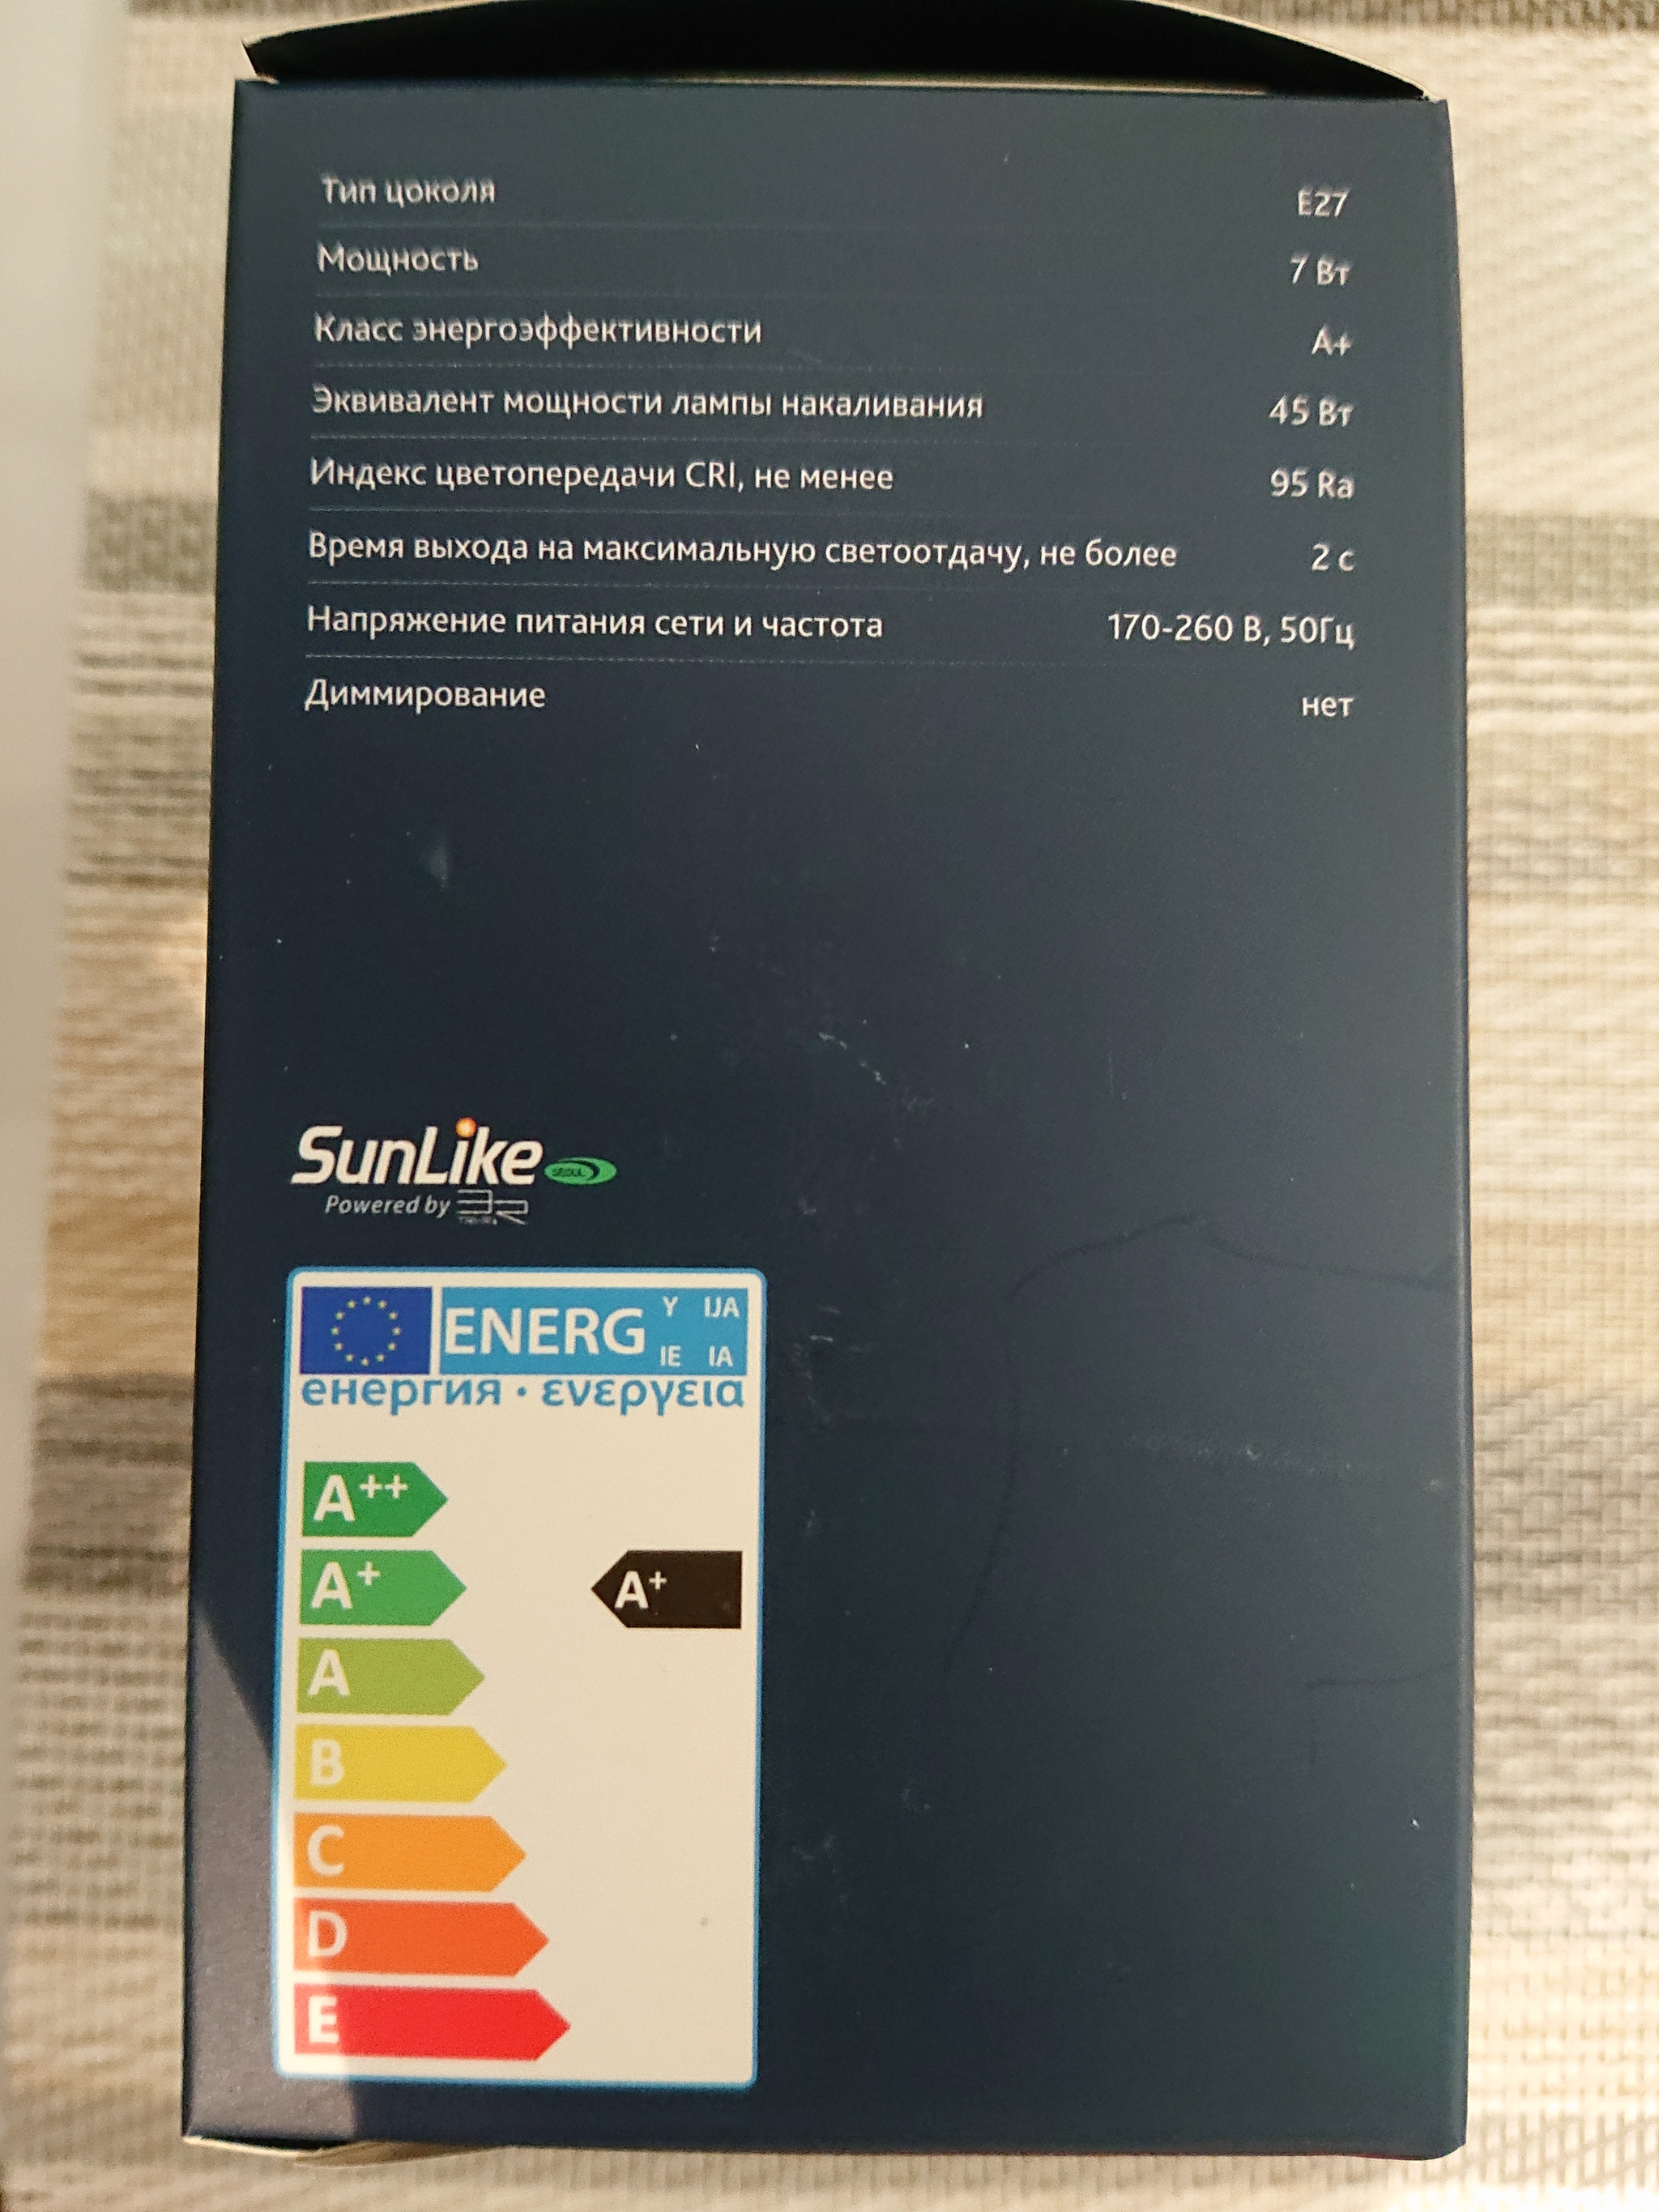 Тип цоколя E27
Мощность 7 Вт
Класс энергоэффективности A+
Эквивалент мощности лампы накаливания 45 Вт
Индекс цветопередачи CRI, не менее 95 Ra
Время выхода на максимальную светоотдачу, не более 2 с
Напряжение питания сети и частота 170-260 В, 50Гц
Диммирование нет
SunLike SEOUL
Powered by
ENERG Y IJA
IE IA
енергия · ενεργεια
A++
A+ A+
A
B
C
D
E